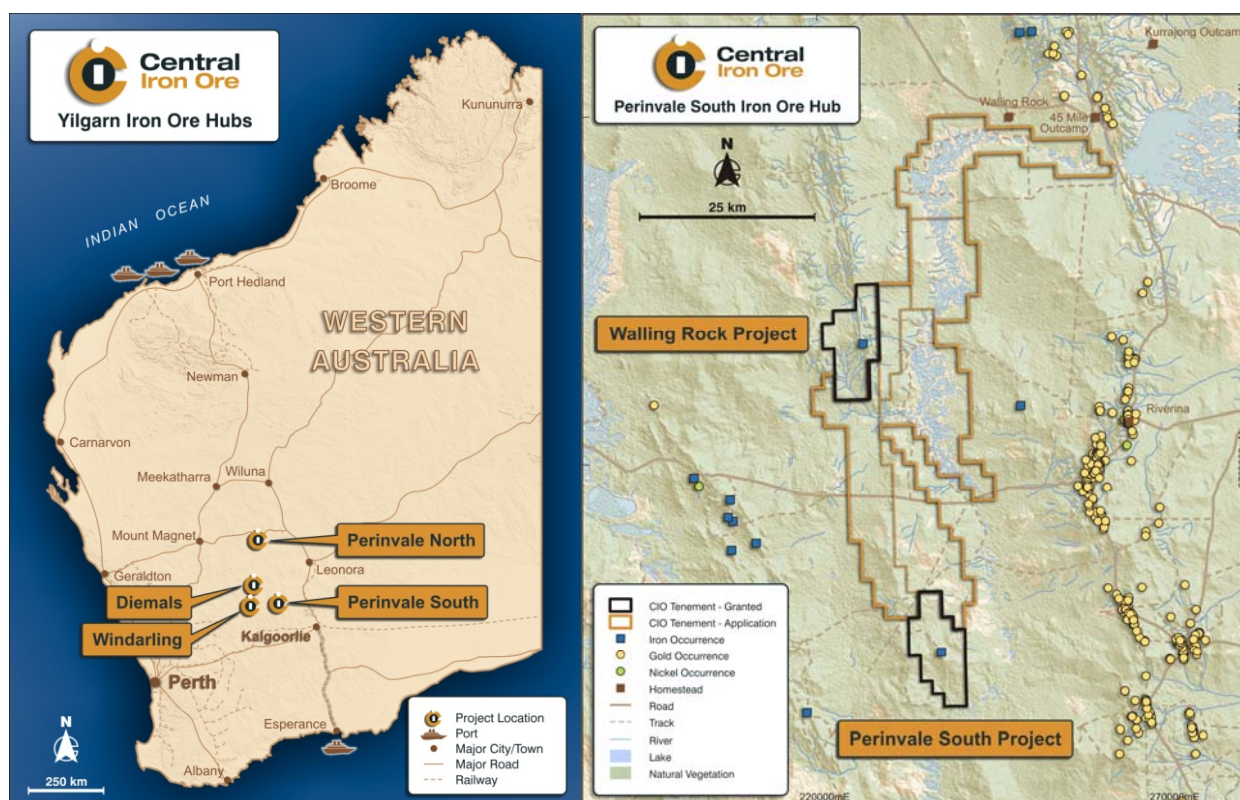 Central
Iron Ore
Yilgarn Iron Ore Hubs
Kununurra
Broome
INDIAN OCEAN
Port Hedland
WESTERN
AUSTRALIA
Newman
Carnarvon
Meekatharra
Wiluna
Mount Magnet
Perinvale North
Leonora
Geraldton
Diemals
Perinvale South
Windarling
Kalgoorlie
Perth
Esperance
Albany
N
250 km
Project Location
Port
Major City/Town
Major Road
Railway
Central
Iron Ore
Perinvale South Iron Ore Hub
Kurrajong Outcamp
Walling Rock
45 Mile
Outcamp
N
25 km
Walling Rock Project
Riverina
CIO Tenement - Granted
CIO Tenement - Application
Iron Occurrence
Gold Occurrence
Nickel Occurrence
Homestead
Road
Track
River
Lake
Natural Vegetation
Perinvale South Project
220000mE
270000mE